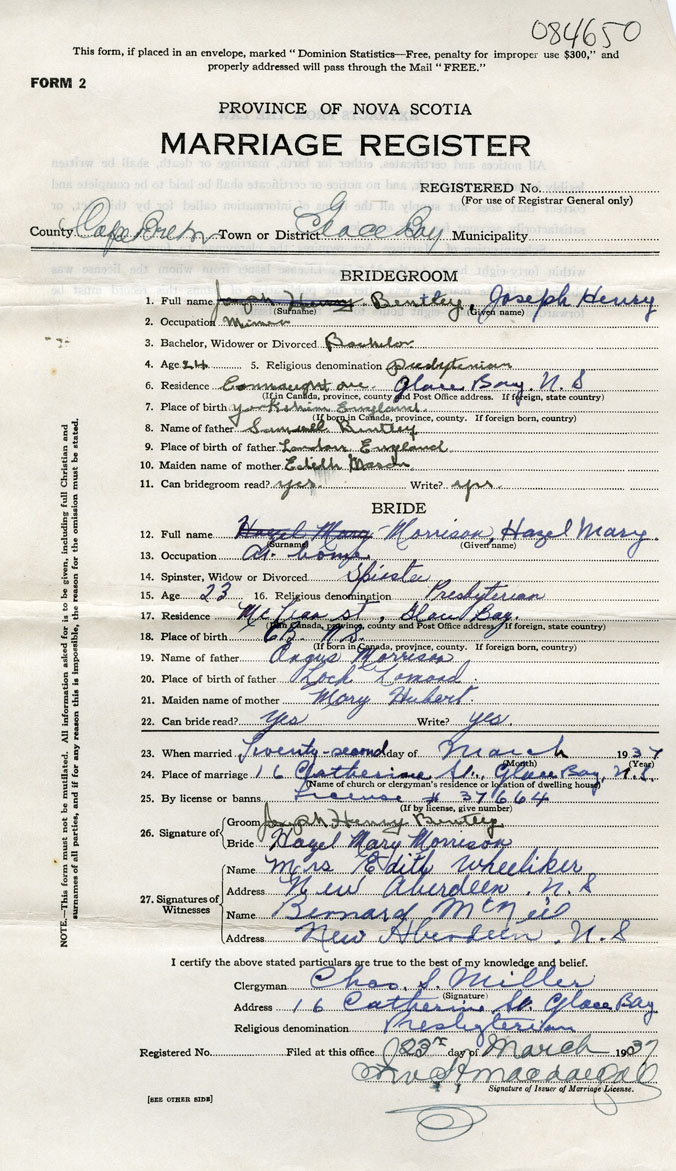 084650
This form, if placed in an envelope, marked "Dominion Statistics—Free, penalty for improper use $300," and
properly addressed will pass through the Mail "FREE."
FORM 2
PROVINCE OF NOVA SCOTIA
MARRIAGE REGISTER
REGISTERED No.
(For use of Registrar General only)
County Cape Breton Town or District Glace Bay Municipality
BRIDEGROOM
1. Full name Joseph Henry Bentley, Joseph Henry
(Surname) (Given name)
2. Occupation Miner
3. Bachelor, Widower or Divorced Bachelor
4. Age 24 5. Religious denomination Presbyterian
6. Residence Connaught ave. Glace Bay. N. S
(If in Canada, province, county and Post Office address. If foreign, state country)
7. Place of birth Yorkshire England.
(If born in Canada, province, county. If foreign born, country)
8. Name of father Bentley
9. Place of birth of father London England
10. Maiden name of mother Edith
11. Can bridegroom read? yes. Write? yes.
BRIDE
12. Full name Hazel Mary Morrison, Hazel Mary.
(Surname) (Given name)
13. Occupation at home
14. Spinster, Widow or Divorced Spinster
15. Age 23 16. Religious denomination Presbyterian
17. Residence McLean st, Glace Bay.
(If in Canada, province, county and Post Office address. If foreign, state country)
18. Place of birth C.B. N.S.
(If born in Canada, province, county. If foreign born, country)
19. Name of father Angus Morrison
20. Place of birth of father Loch Lomond.
21. Maiden name of mother Mary Hubert.
22. Can bride read? yes Write? yes
23. When married Twenty-second day of March 1937
(Month) (Year)
24. Place of marriage 16 Catherine St., Glace Bay, N.S.
(Name of church or clergyman's residence or location of dwelling house)
25. By license or banns License # 37664
(If by license, give number)
26. Signature of
Groom Joseph Henry Bentley
Bride Hazel Mary Morrison
27. Signatures of Witnesses
Name Mrs Edith Wheeliker
Address New Aberdeen. N. S
Name Bernard McNeil
Address New Aberdeen. N. S
I certify the above stated particulars are true to the best of my knowledge and belief.
Clergyman Chas. S. Miller
(Signature)
Address 16 Catherine St. Glace Bay
Religious denomination Presbyterian
Registered No. Filed at this office 23rd day of March 1937
Signature of Issuer of Marriage License.
[SEE OTHER SIDE]
NOTE.—This form must not be mutilated. All information asked for is to be given, including full Christian and
surnames of all parties, and if for any reason this is impossible, the reason for the omission must be stated.